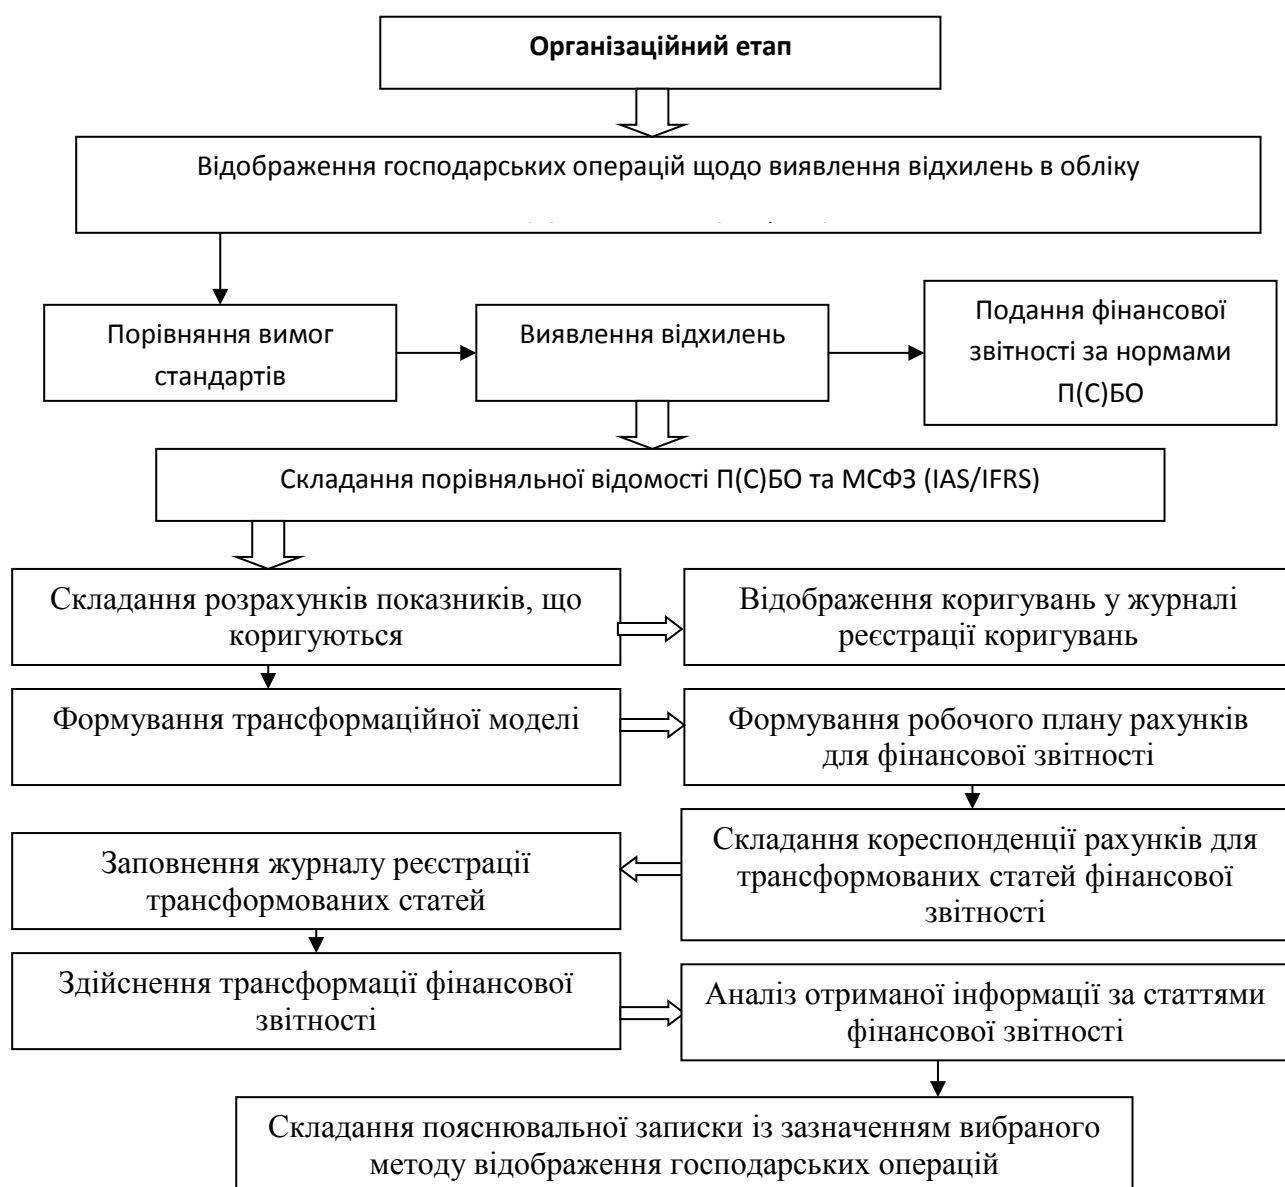 Організаційний етап
Відображення господарських операцій щодо виявлення відхилень в обліку
Порівняння вимог
стандартів
Виявлення відхилень
Подання фінансової
звітності за нормами
П(С)БО
Складання порівняльної відомості П(С)БО та МСФЗ (IAS/IFRS)
Складання розрахунків показників, що
коригуються
Відображення коригувань у журналі
реєстрації коригувань
Формування трансформаційної моделі
Формування робочого плану рахунків
для фінансової звітності
Складання кореспонденції рахунків для
трансформованих статей фінансової
звітності
Заповнення журналу реєстрації
трансформованих статей
Здійснення трансформації фінансової
звітності
Аналіз отриманої інформації за статтями
фінансової звітності
Складання пояснювальної записки із зазначенням вибраного
методу відображення господарських операцій